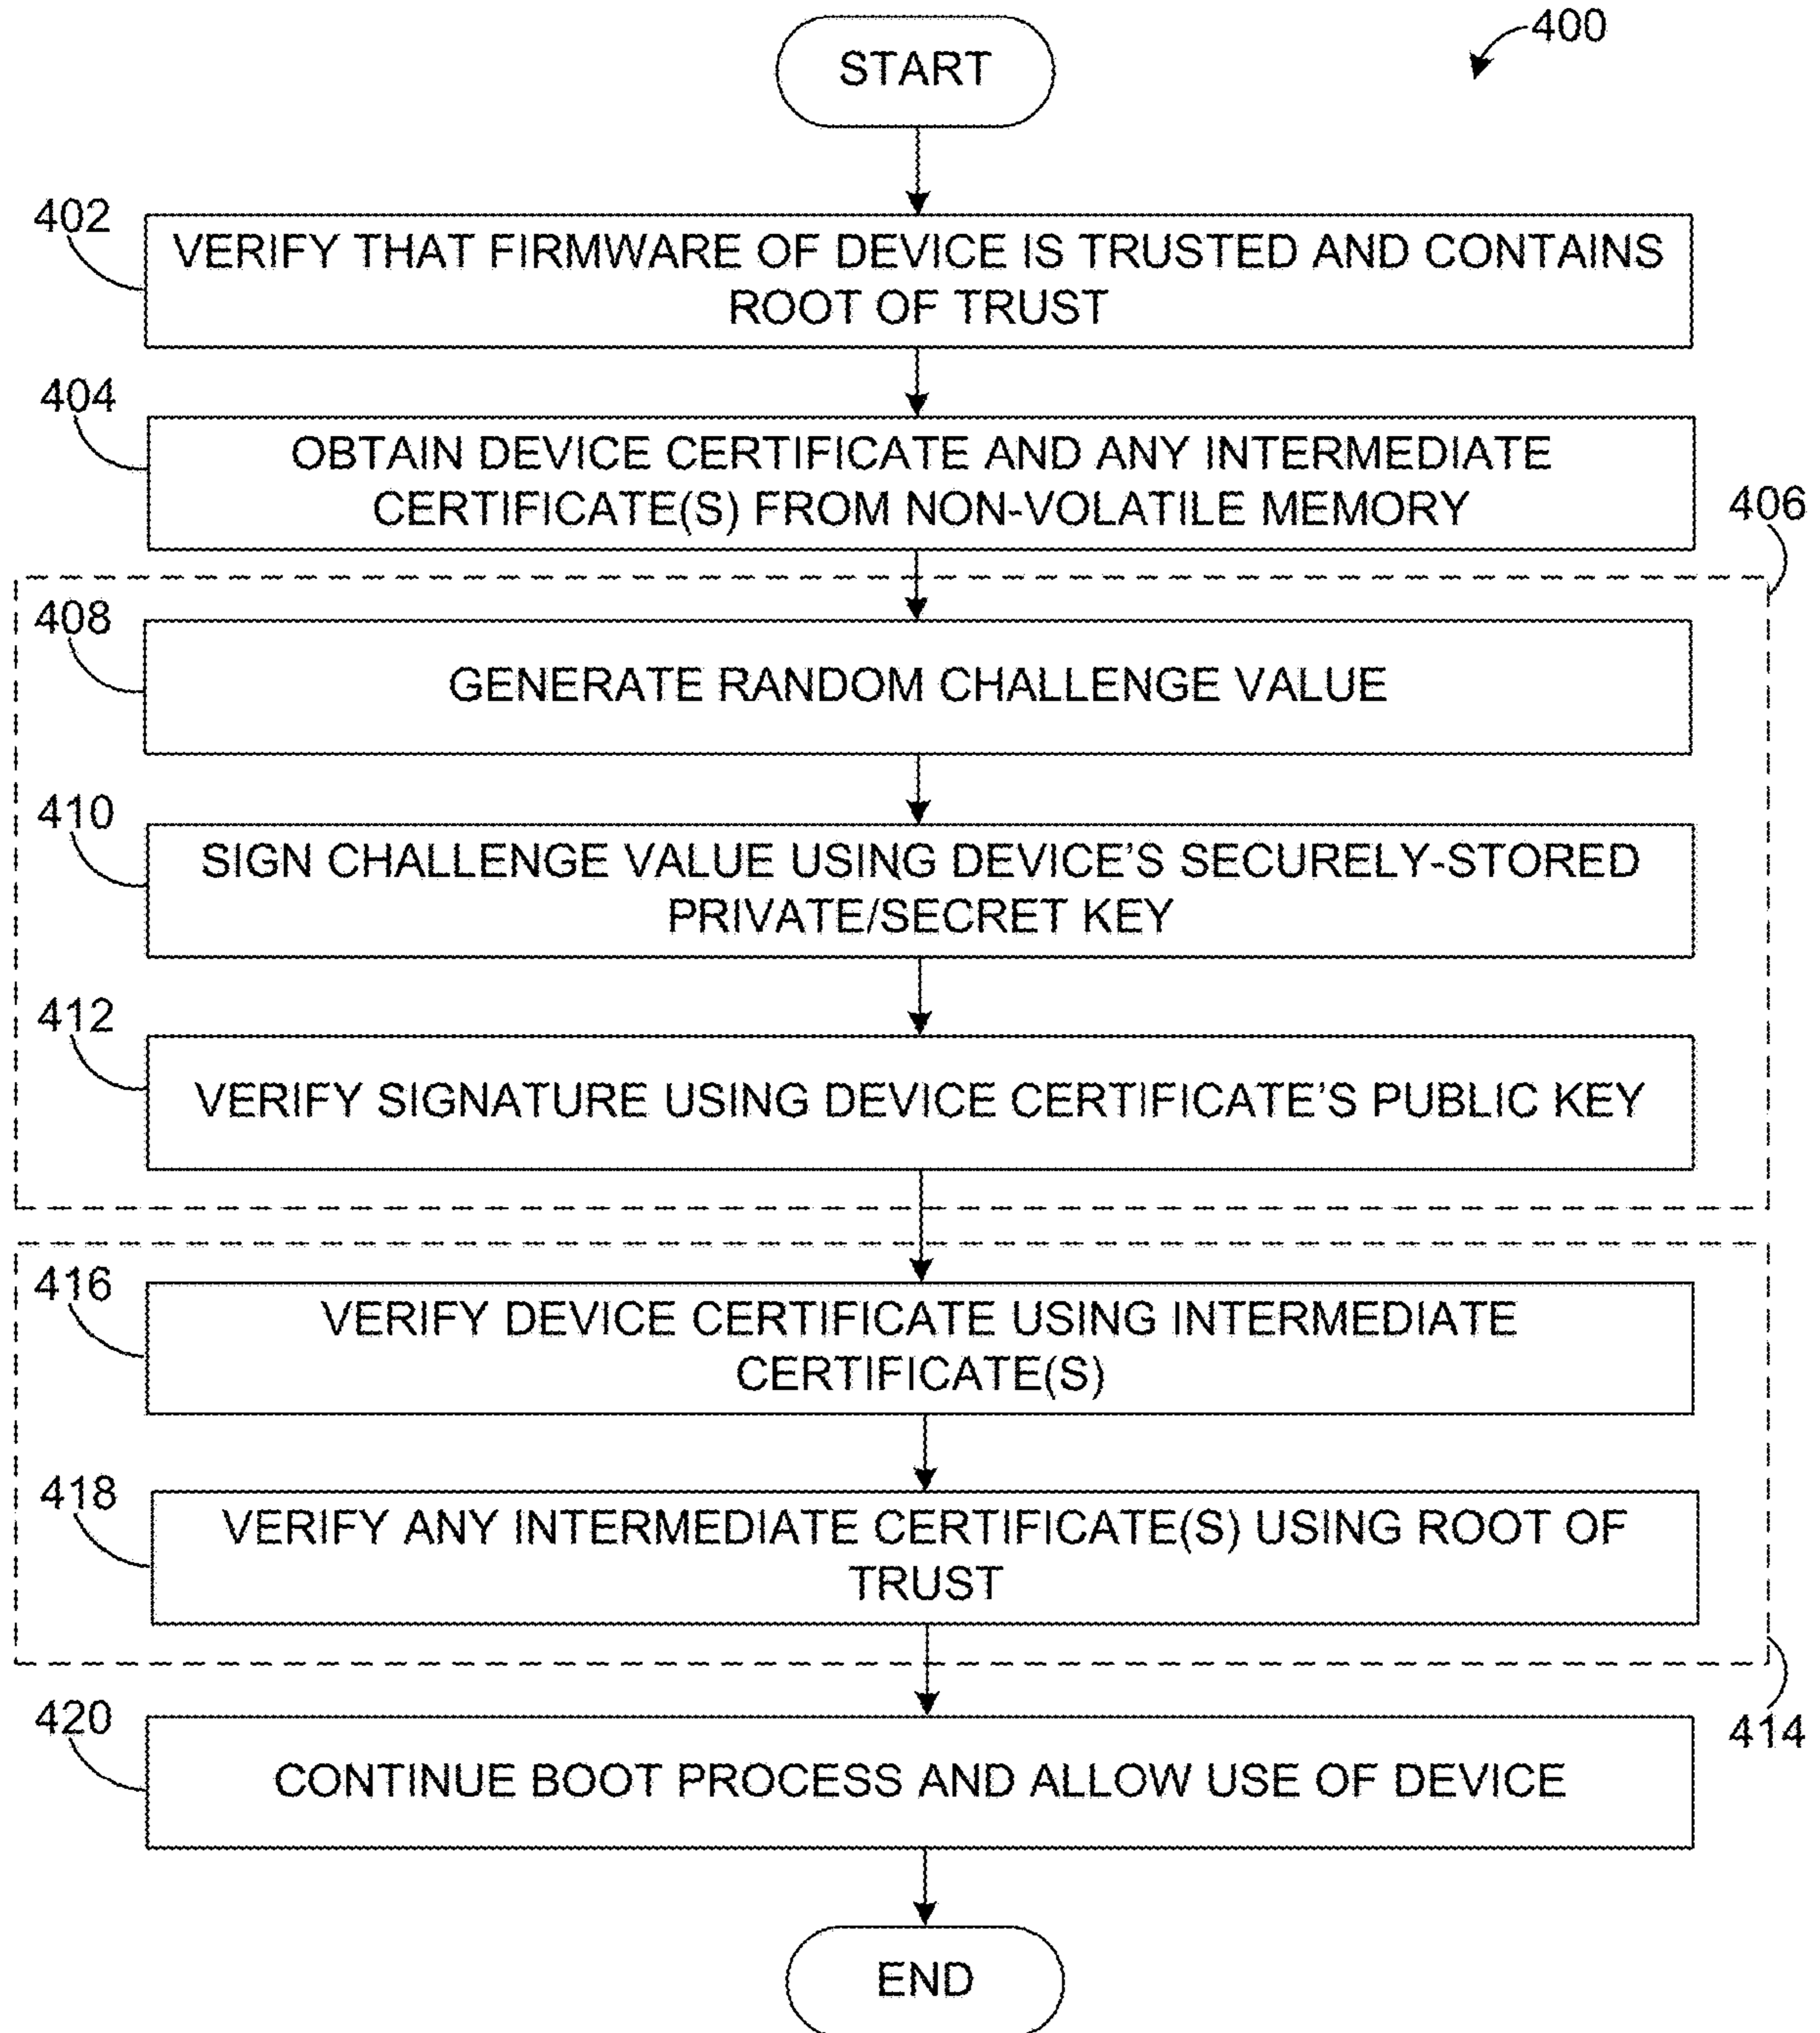 400
START
402
VERIFY THAT FIRMWARE OF DEVICE IS TRUSTED AND CONTAINS
ROOT OF TRUST
404
OBTAIN DEVICE CERTIFICATE AND ANY INTERMEDIATE
CERTIFICATE(S) FROM NON-VOLATILE MEMORY
406
408
GENERATE RANDOM CHALLENGE VALUE
410
SIGN CHALLENGE VALUE USING DEVICE'S SECURELY-STORED
PRIVATE/SECRET KEY
412
VERIFY SIGNATURE USING DEVICE CERTIFICATE'S PUBLIC KEY
416
VERIFY DEVICE CERTIFICATE USING INTERMEDIATE
CERTIFICATE(S)
418
VERIFY ANY INTERMEDIATE CERTIFICATE(S) USING ROOT OF
TRUST
414
420
CONTINUE BOOT PROCESS AND ALLOW USE OF DEVICE
END